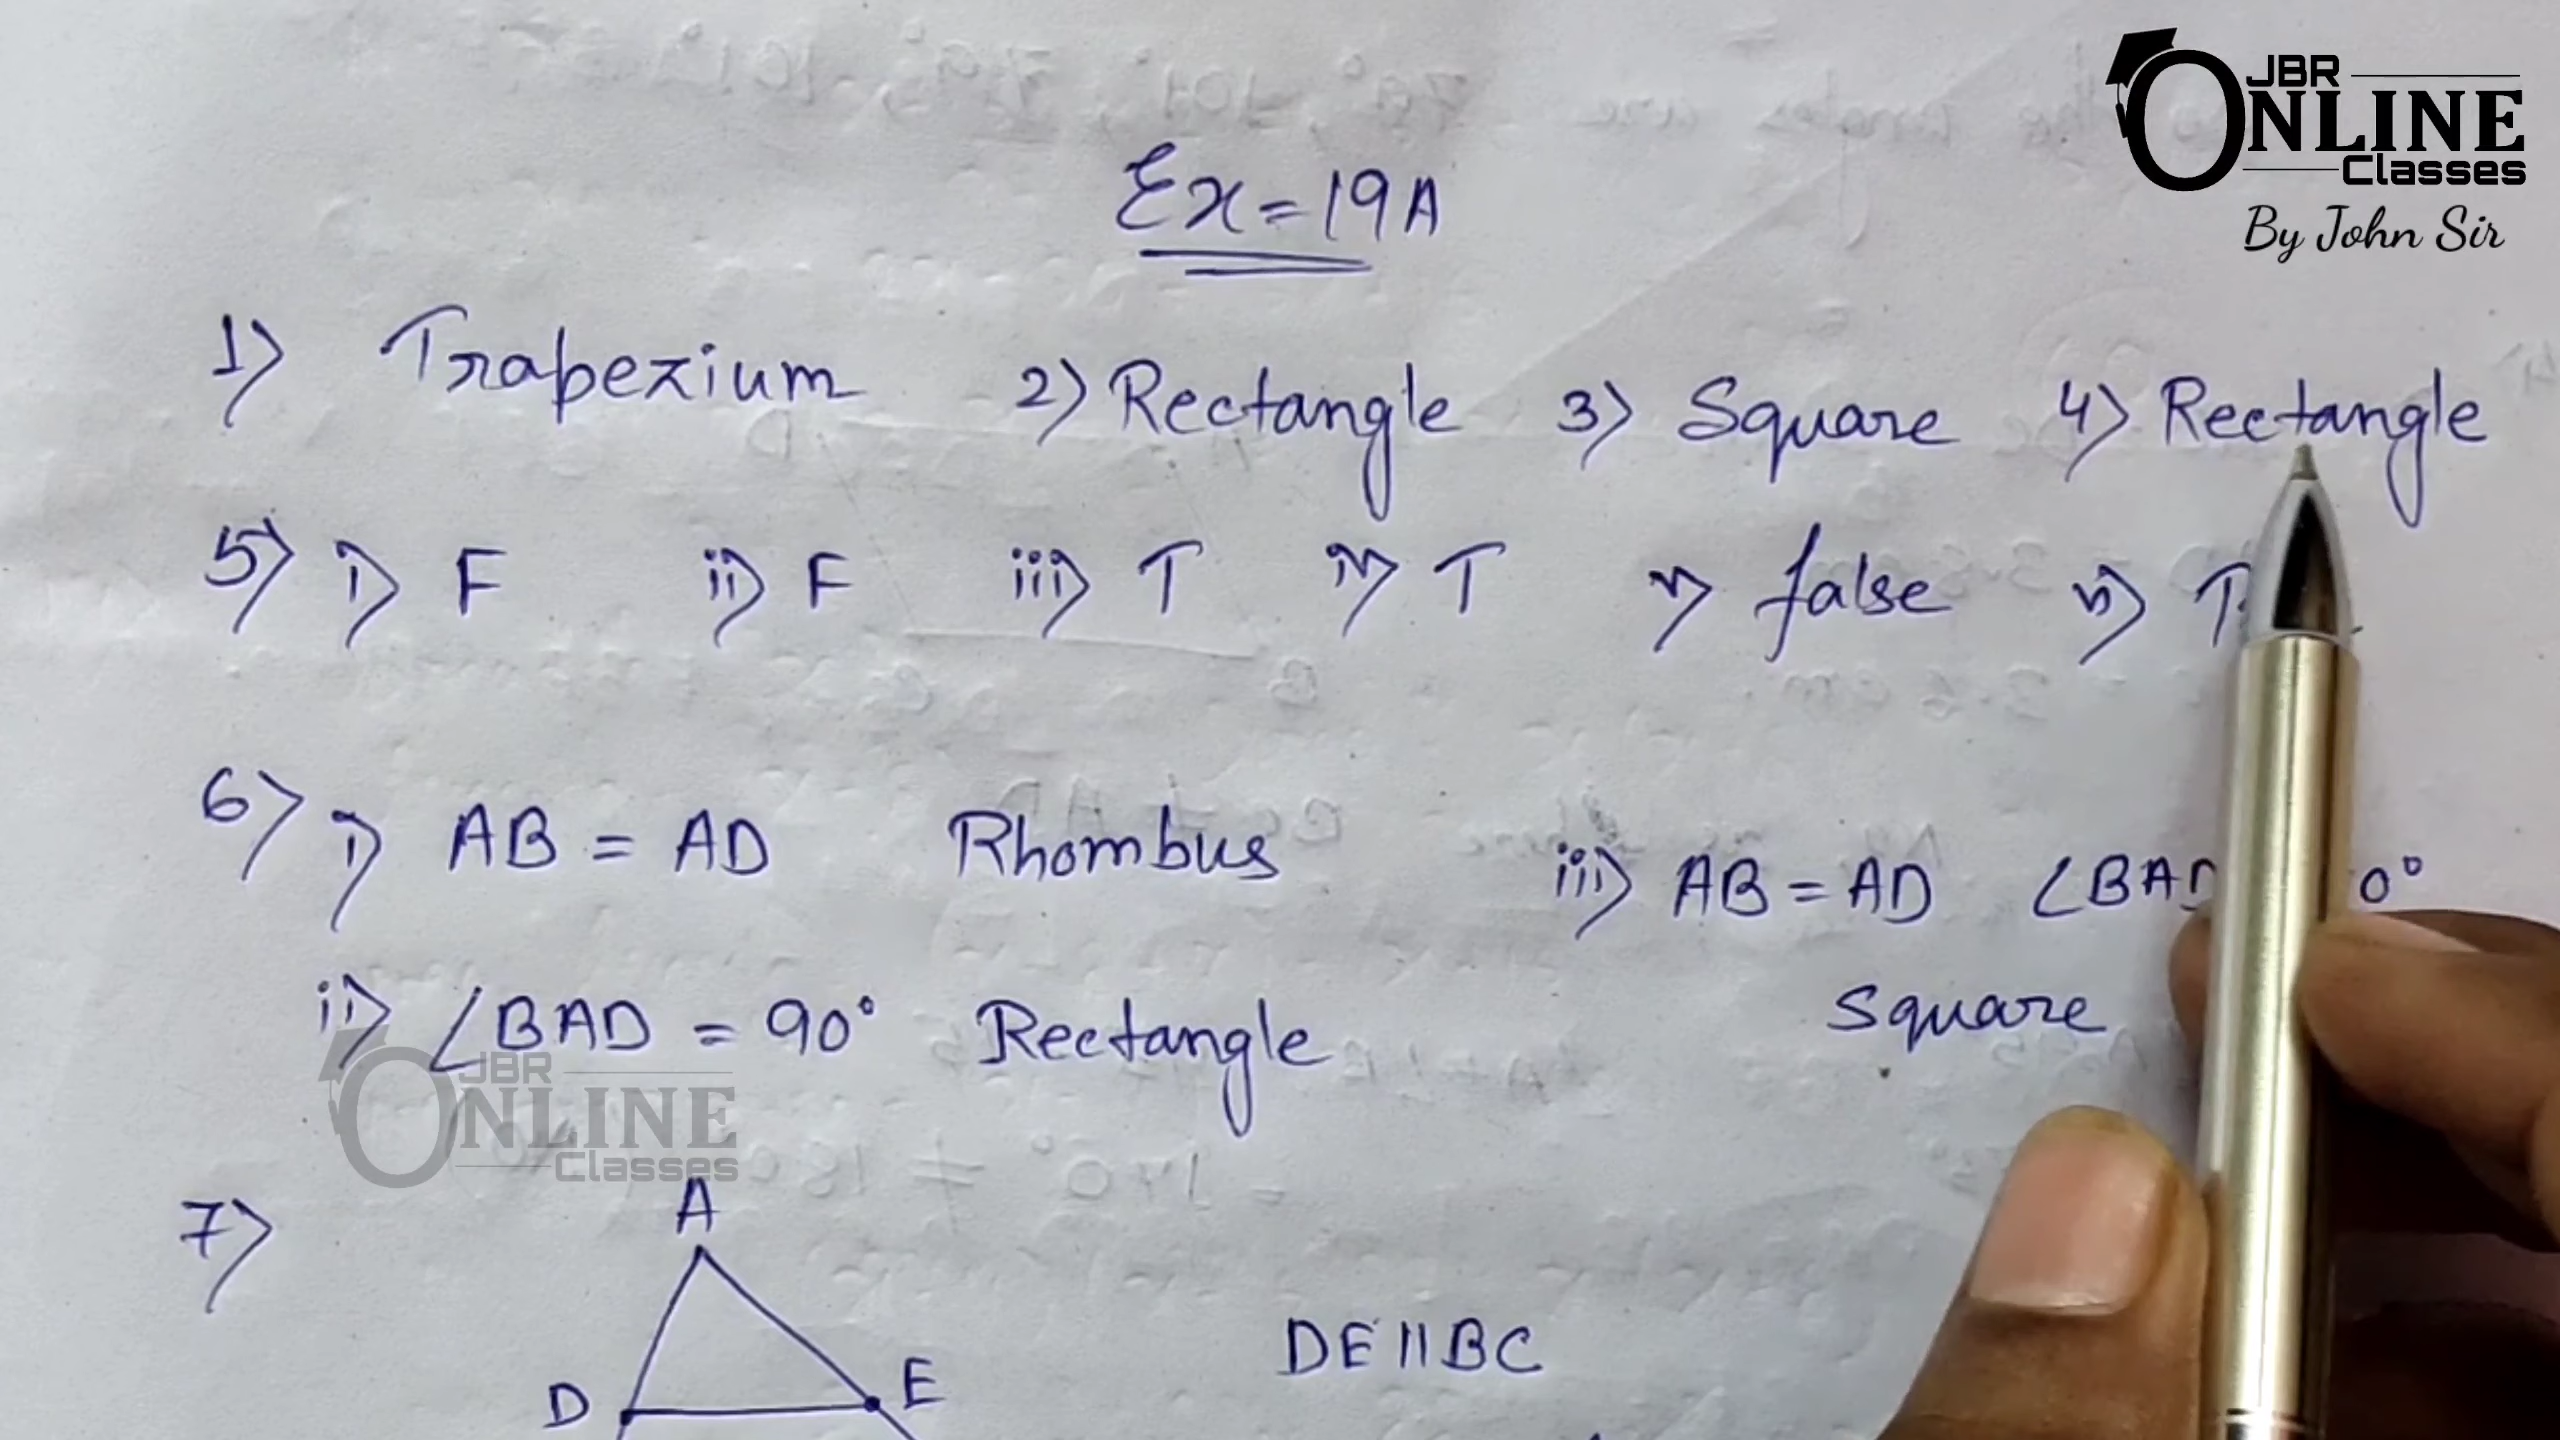 JBR
ONLINE
Classes
By John Sir
Ex = 19A
1) Trapezium 2) Rectangle 3) Square 4) Rectangle
5) i) F ii) F iii) T iv) T v) false vi) T
6) i) AB = AD Rhombus iii) AB = AD ∠BAD 0°
ii) ∠BAD = 90° Rectangle Square
JBR
ONLINE
Classes
7) A
DE || BC
D E